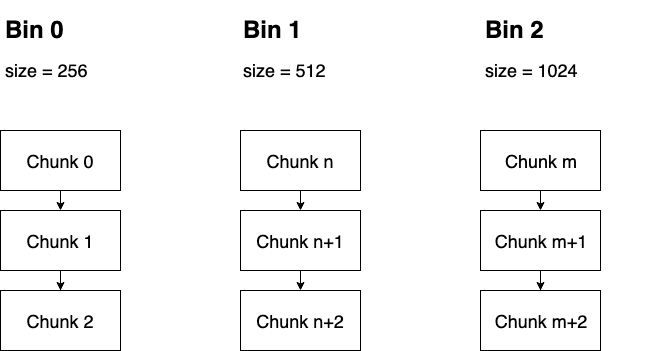 Bin 0
size = 256
Chunk 0
Chunk 1
Chunk 2
Bin 1
size = 512
Chunk n
Chunk n+1
Chunk n+2
Bin 2
size = 1024
Chunk m
Chunk m+1
Chunk m+2